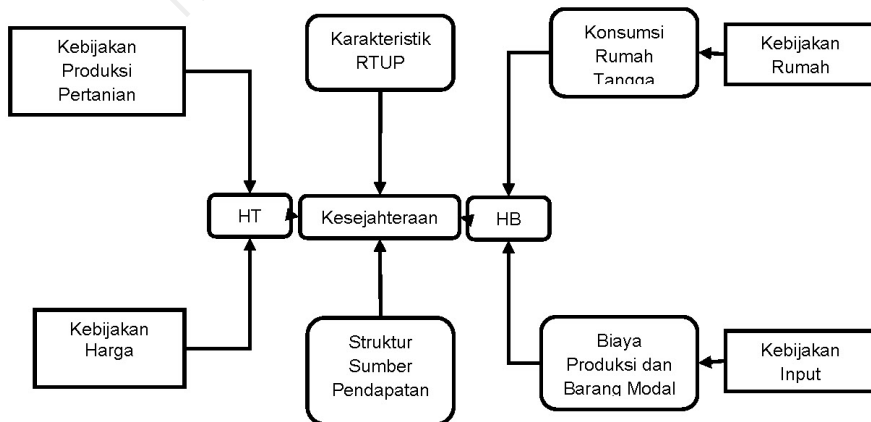 Kebijakan
Produksi
Pertanian
Karakteristik
RTUP
Konsumsi
Rumah
Tangga
Kebijakan
Rumah
HT
Kesejahteraan
HB
Kebijakan
Harga
Struktur
Sumber
Pendapatan
Biaya
Produksi dan
Barang Modal
Kebijakan
Input